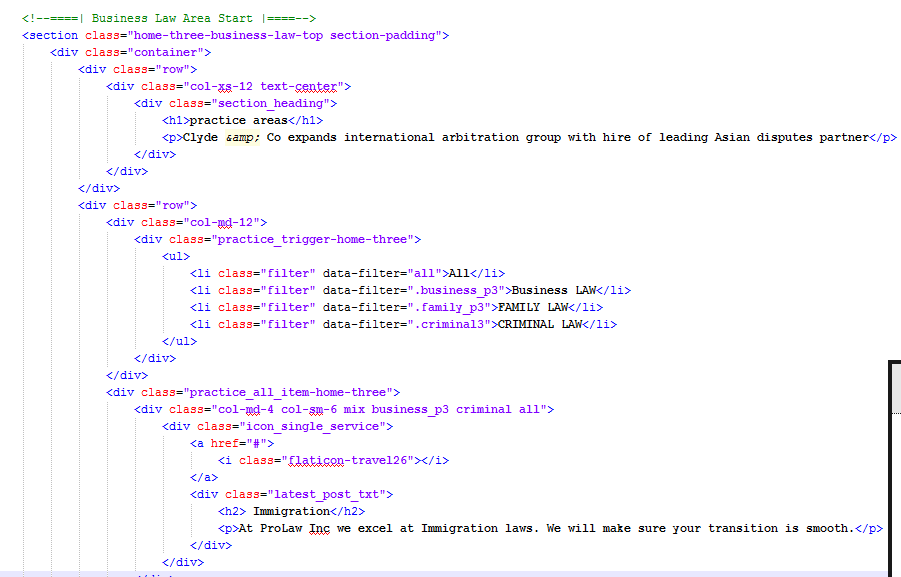 <!--====| Business Law Area Start |====-->
<section class="home-three-business-law-top section-padding">
<div class="container">
<div class="row">
<div class="col-xs-12 text-center">
<div class="section_heading">
<h1>practice areas</h1>
<p>Clyde &amp; Co expands international arbitration group with hire of leading Asian disputes partner</p>
</div>
</div>
</div>
<div class="row">
<div class="col-md-12">
<div class="practice_trigger-home-three">
<ul>
<li class="filter" data-filter="all">All</li>
<li class="filter" data-filter=".business_p3">Business LAW</li>
<li class="filter" data-filter=".family_p3">FAMILY LAW</li>
<li class="filter" data-filter=".criminal3">CRIMINAL LAW</li>
</ul>
</div>
</div>
<div class="practice_all_item-home-three">
<div class="col-md-4 col-sm-6 mix business_p3 criminal all">
<div class="icon_single_service">
<a href="#">
<i class="flaticon-travel26"></i>
</a>
<div class="latest_post_txt">
<h2> Immigration</h2>
<p>At ProLaw Inc we excel at Immigration laws. We will make sure your transition is smooth.</p>
</div>
</div>